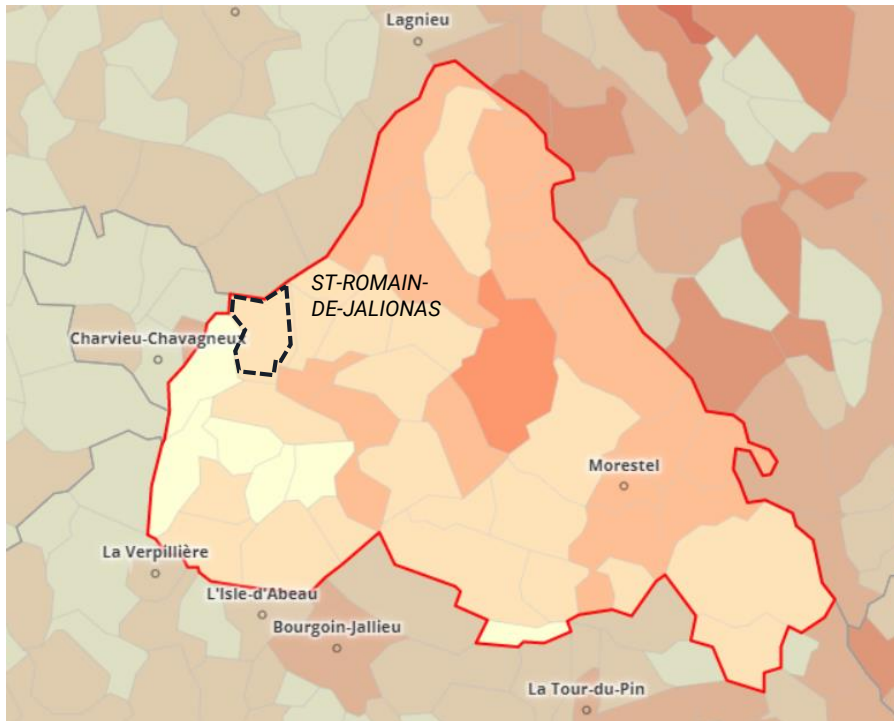 Lagnieu
ST-ROMAIN-
DE-JALIONAS
Charvieu-Chavagneux
Morestel
La Verpillière
L'Isle-d'Abeau
Bourgoin-Jallieu
La Tour-du-Pin